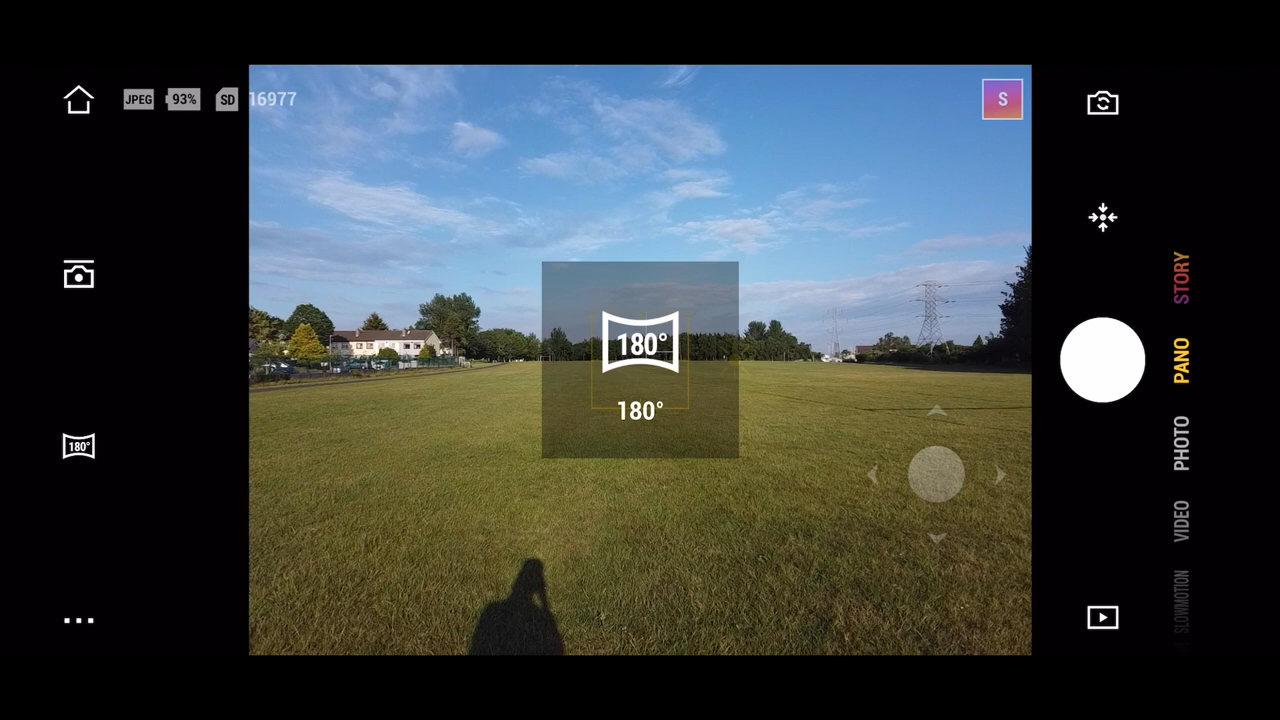 JPEG 93% SD 16977
S
180°
180°
180°
STORY
PANO
PHOTO
VIDEO
SLOWMOTION